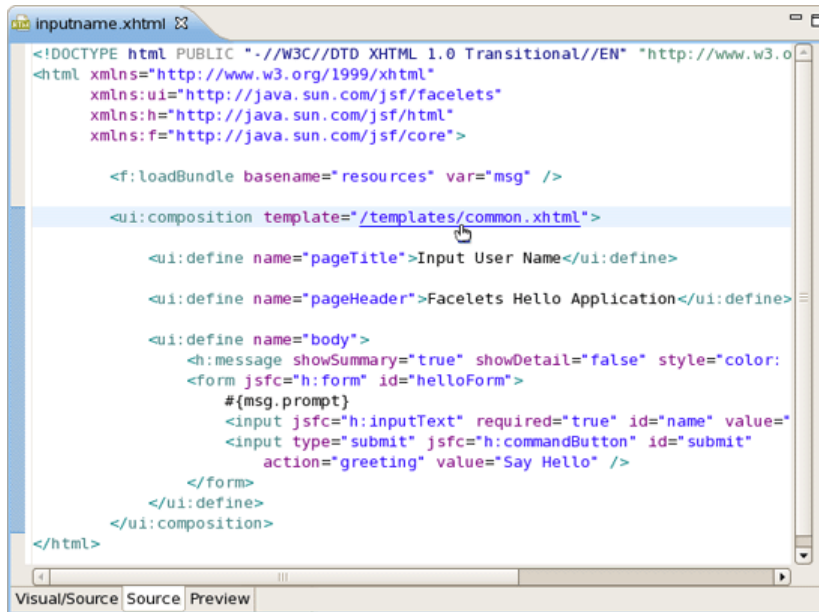 inputname.xhtml
<!DOCTYPE html PUBLIC "-//W3C//DTD XHTML 1.0 Transitional//EN" "http://www.w3.o
<html xmlns="http://www.w3.org/1999/xhtml"
xmlns:ui="http://java.sun.com/jsf/facelets"
xmlns:h="http://java.sun.com/jsf/html"
xmlns:f="http://java.sun.com/jsf/core">
<f:loadBundle basename="resources" var="msg" />
<ui:composition template="/templates/common.xhtml">
<ui:define name="pageTitle">Input User Name</ui:define>
<ui:define name="pageHeader">Facelets Hello Application</ui:define>
<ui:define name="body">
<h:message showSummary="true" showDetail="false" style="color:
<form jsfc="h:form" id="helloForm">
#{msg.prompt}
<input jsfc="h:inputText" required="true" id="name" value="
<input type="submit" jsfc="h:commandButton" id="submit"
action="greeting" value="Say Hello" />
</form>
</ui:define>
</ui:composition>
</html>
Visual/Source Source Preview